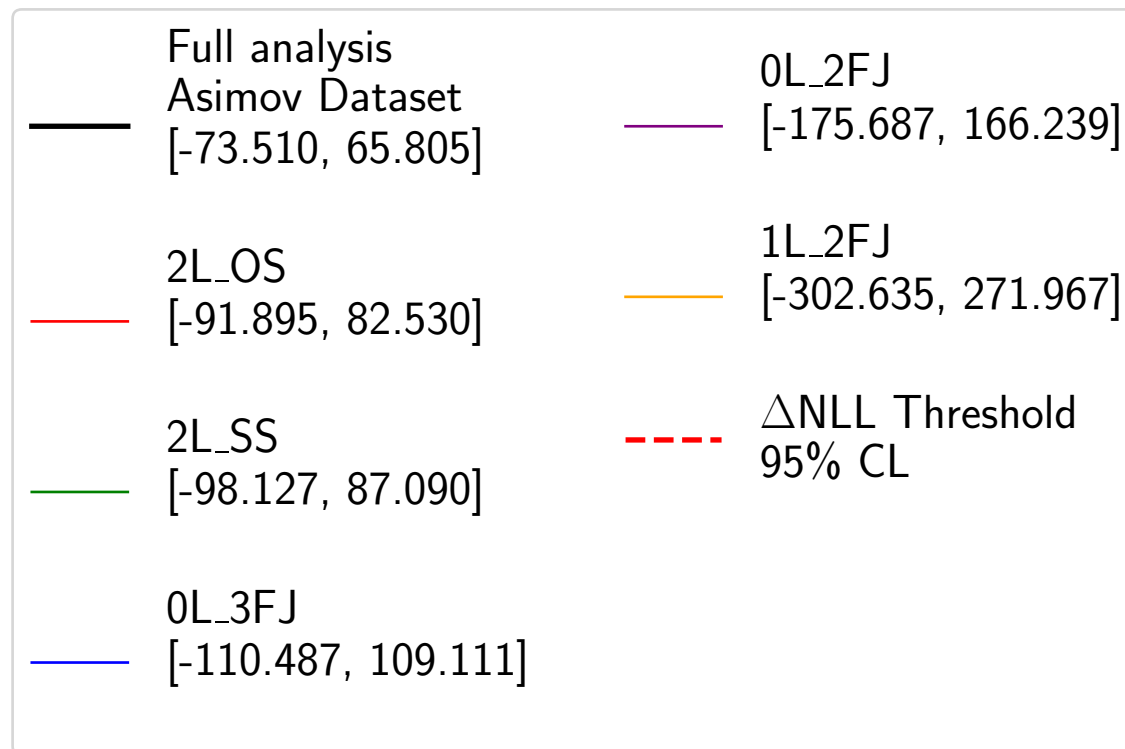 Full analysis
Asimov Dataset
[-73.510, 65.805]
2L_OS
[-91.895, 82.530]
2L_SS
[-98.127, 87.090]
0L_3FJ
[-110.487, 109.111]
0L_2FJ
[-175.687, 166.239]
1L_2FJ
[-302.635, 271.967]
ΔNLL Threshold
95% CL